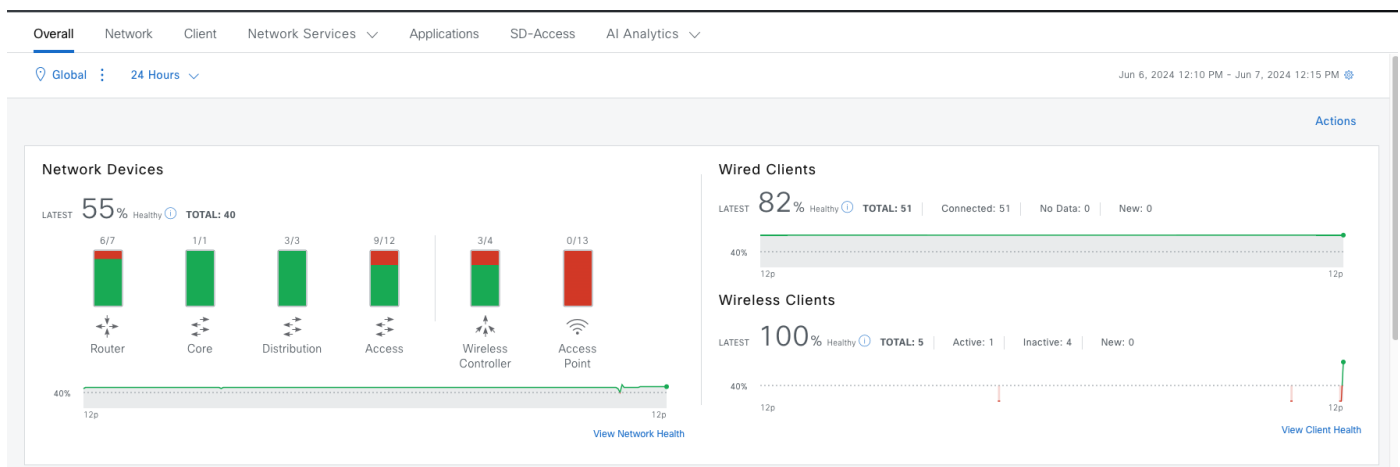 Overall Network Client Network Services Applications SD-Access AI Analytics
Global 24 Hours Jun 6, 2024 12:10 PM - Jun 7, 2024 12:15 PM
Actions
Network Devices
LATEST 55% Healthy TOTAL: 40
6/7 1/1 3/3 9/12 3/4 0/13
Router Core Distribution Access Wireless Controller Access Point
40%
12p 12p
View Network Health
Wired Clients
LATEST 82% Healthy TOTAL: 51 Connected: 51 No Data: 0 New: 0
40%
12p 12p
Wireless Clients
LATEST 100% Healthy TOTAL: 5 Active: 1 Inactive: 4 New: 0
40%
12p 12p
View Client Health